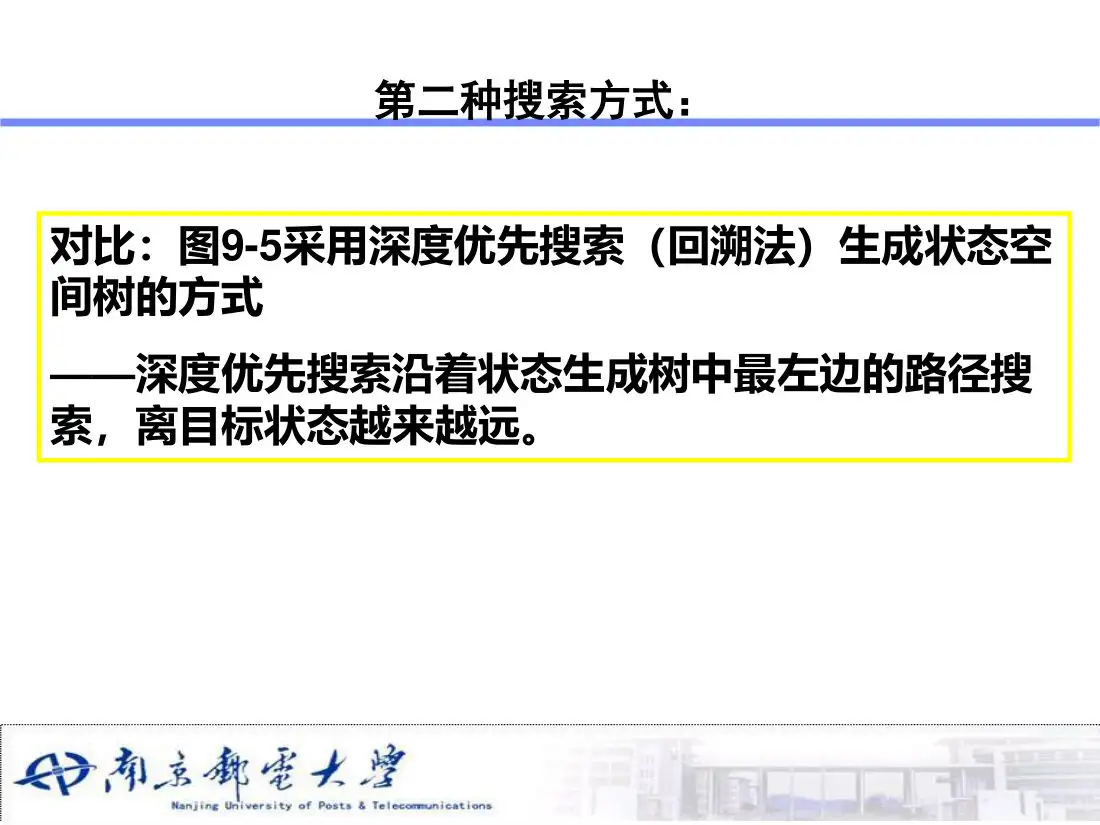 第二种搜索方式：
对比：图9-5采用深度优先搜索（回溯法）生成状态空
间树的方式
——深度优先搜索沿着状态生成树中最左边的路径搜
索，离目标状态越来越远。
南京郵電大學
Nanjing University of Posts & Telecommunications